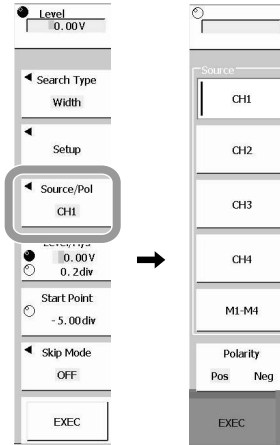 Level
0.00V
Search Type
Width
Setup
Source/Pol
CH1
Level/Hys
0.00V
0.2div
Start Point
-5.00div
Skip Mode
OFF
EXEC
Source
CH1
CH2
CH3
CH4
M1-M4
Polarity
Pos Neg
EXEC